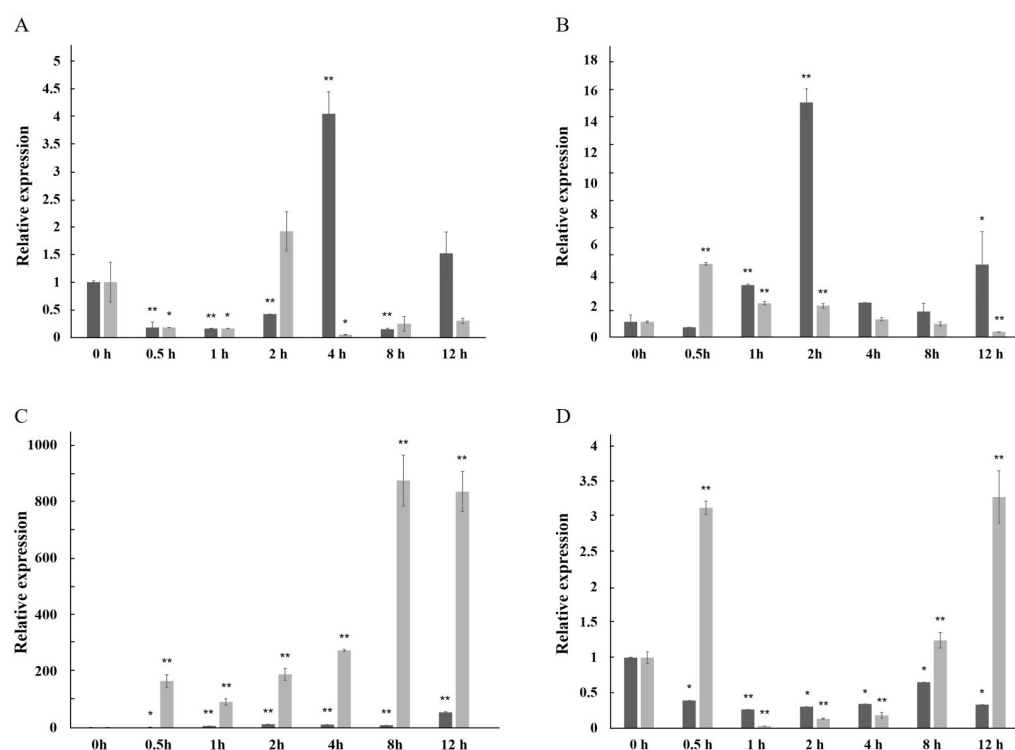 A
Relative expression
5
4.5
4
3.5
3
2.5
2
1.5
1
0.5
0
**
** * ** * ** * **
0 h 0.5 h 1 h 2 h 4 h 8 h 12 h
B
Relative expression
18
16
14
12
10
8
6
4
2
0
**
** ** ** ** * **
0h 0.5h 1h 2h 4h 8h 12 h
C
Relative expression
1000
800
600
400
200
0
** **
* ** ** ** ** ** ** ** ** **
0h 0.5h 1h 2h 4h 8h 12 h
D
Relative expression
4
3.5
3
2.5
2
1.5
1
0.5
0
** **
* ** ** * ** * ** * ** *
0 h 0.5 h 1 h 2 h 4 h 8 h 12 h